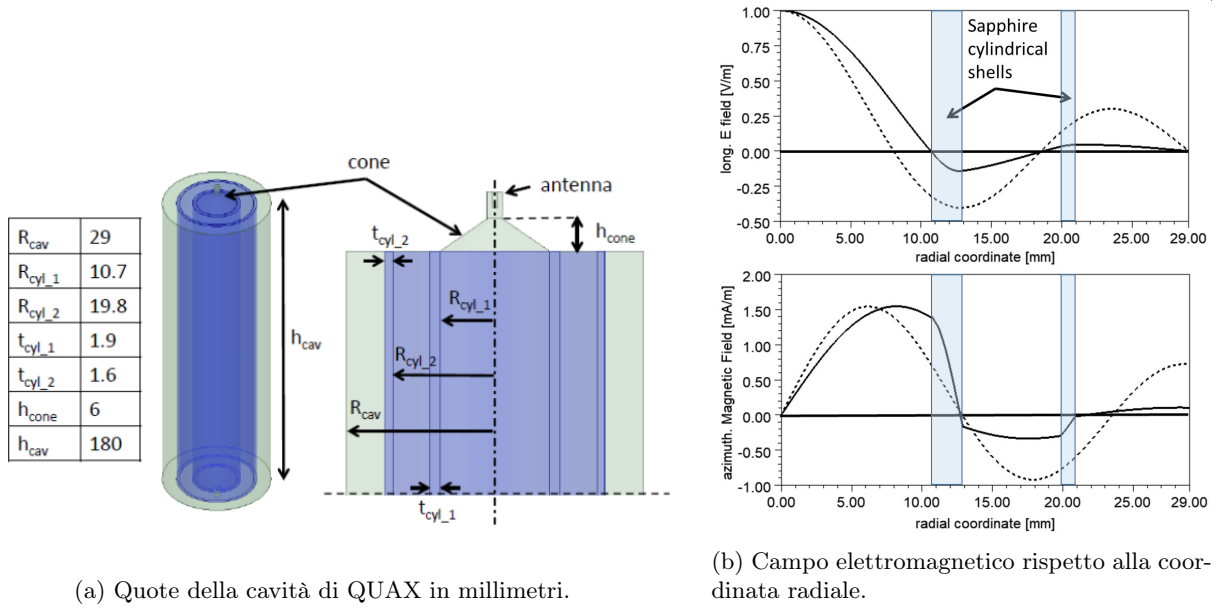 R_cav 29
R_cyl_1 10.7
R_cyl_2 19.8
t_cyl_1 1.9
t_cyl_2 1.6
h_cone 6
h_cav 180
h_cav
cone
antenna
h_cone
t_cyl_2
R_cyl_1
R_cyl_2
R_cav
t_cyl_1
(a) Quote della cavità di QUAX in millimetri.
1.00
0.75
0.50
0.25
0.00
-0.25
-0.50
long. E field [V/m]
Sapphire
cylindrical
shells
0.00 5.00 10.00 15.00 20.00 25.00 29.00
radial coordinate [mm]
2.00
1.50
1.00
0.50
0.00
-0.50
-1.00
azimuth. Magnetic Field [mA/m]
0.00 5.00 10.00 15.00 20.00 25.00 29.00
radial coordinate [mm]
(b) Campo elettromagnetico rispetto alla coor-
dinata radiale.